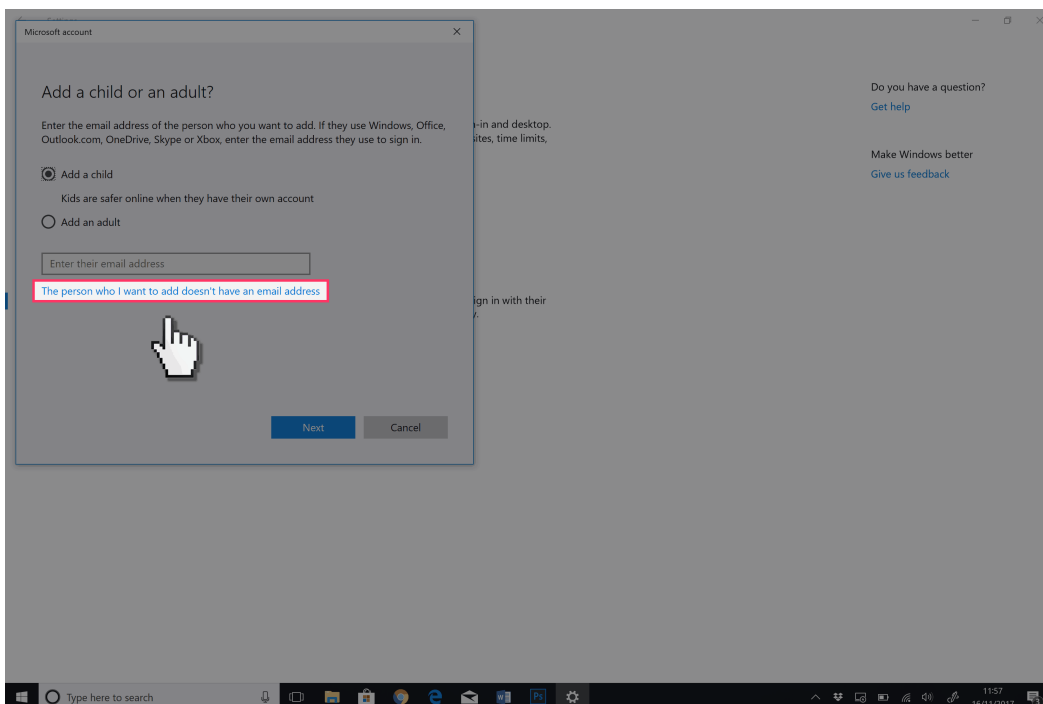 Microsoft account
Add a child or an adult?
Enter the email address of the person who you want to add. If they use Windows, Office,
Outlook.com, OneDrive, Skype or Xbox, enter the email address they use to sign in.
Add a child
Kids are safer online when they have their own account
Add an adult
Enter their email address
The person who I want to add doesn't have an email address
Next
Cancel
-in and desktop.
sites, time limits,
ign in with their
Do you have a question?
Get help
Make Windows better
Give us feedback
Type here to search
Ps
11:57
16/11/2017